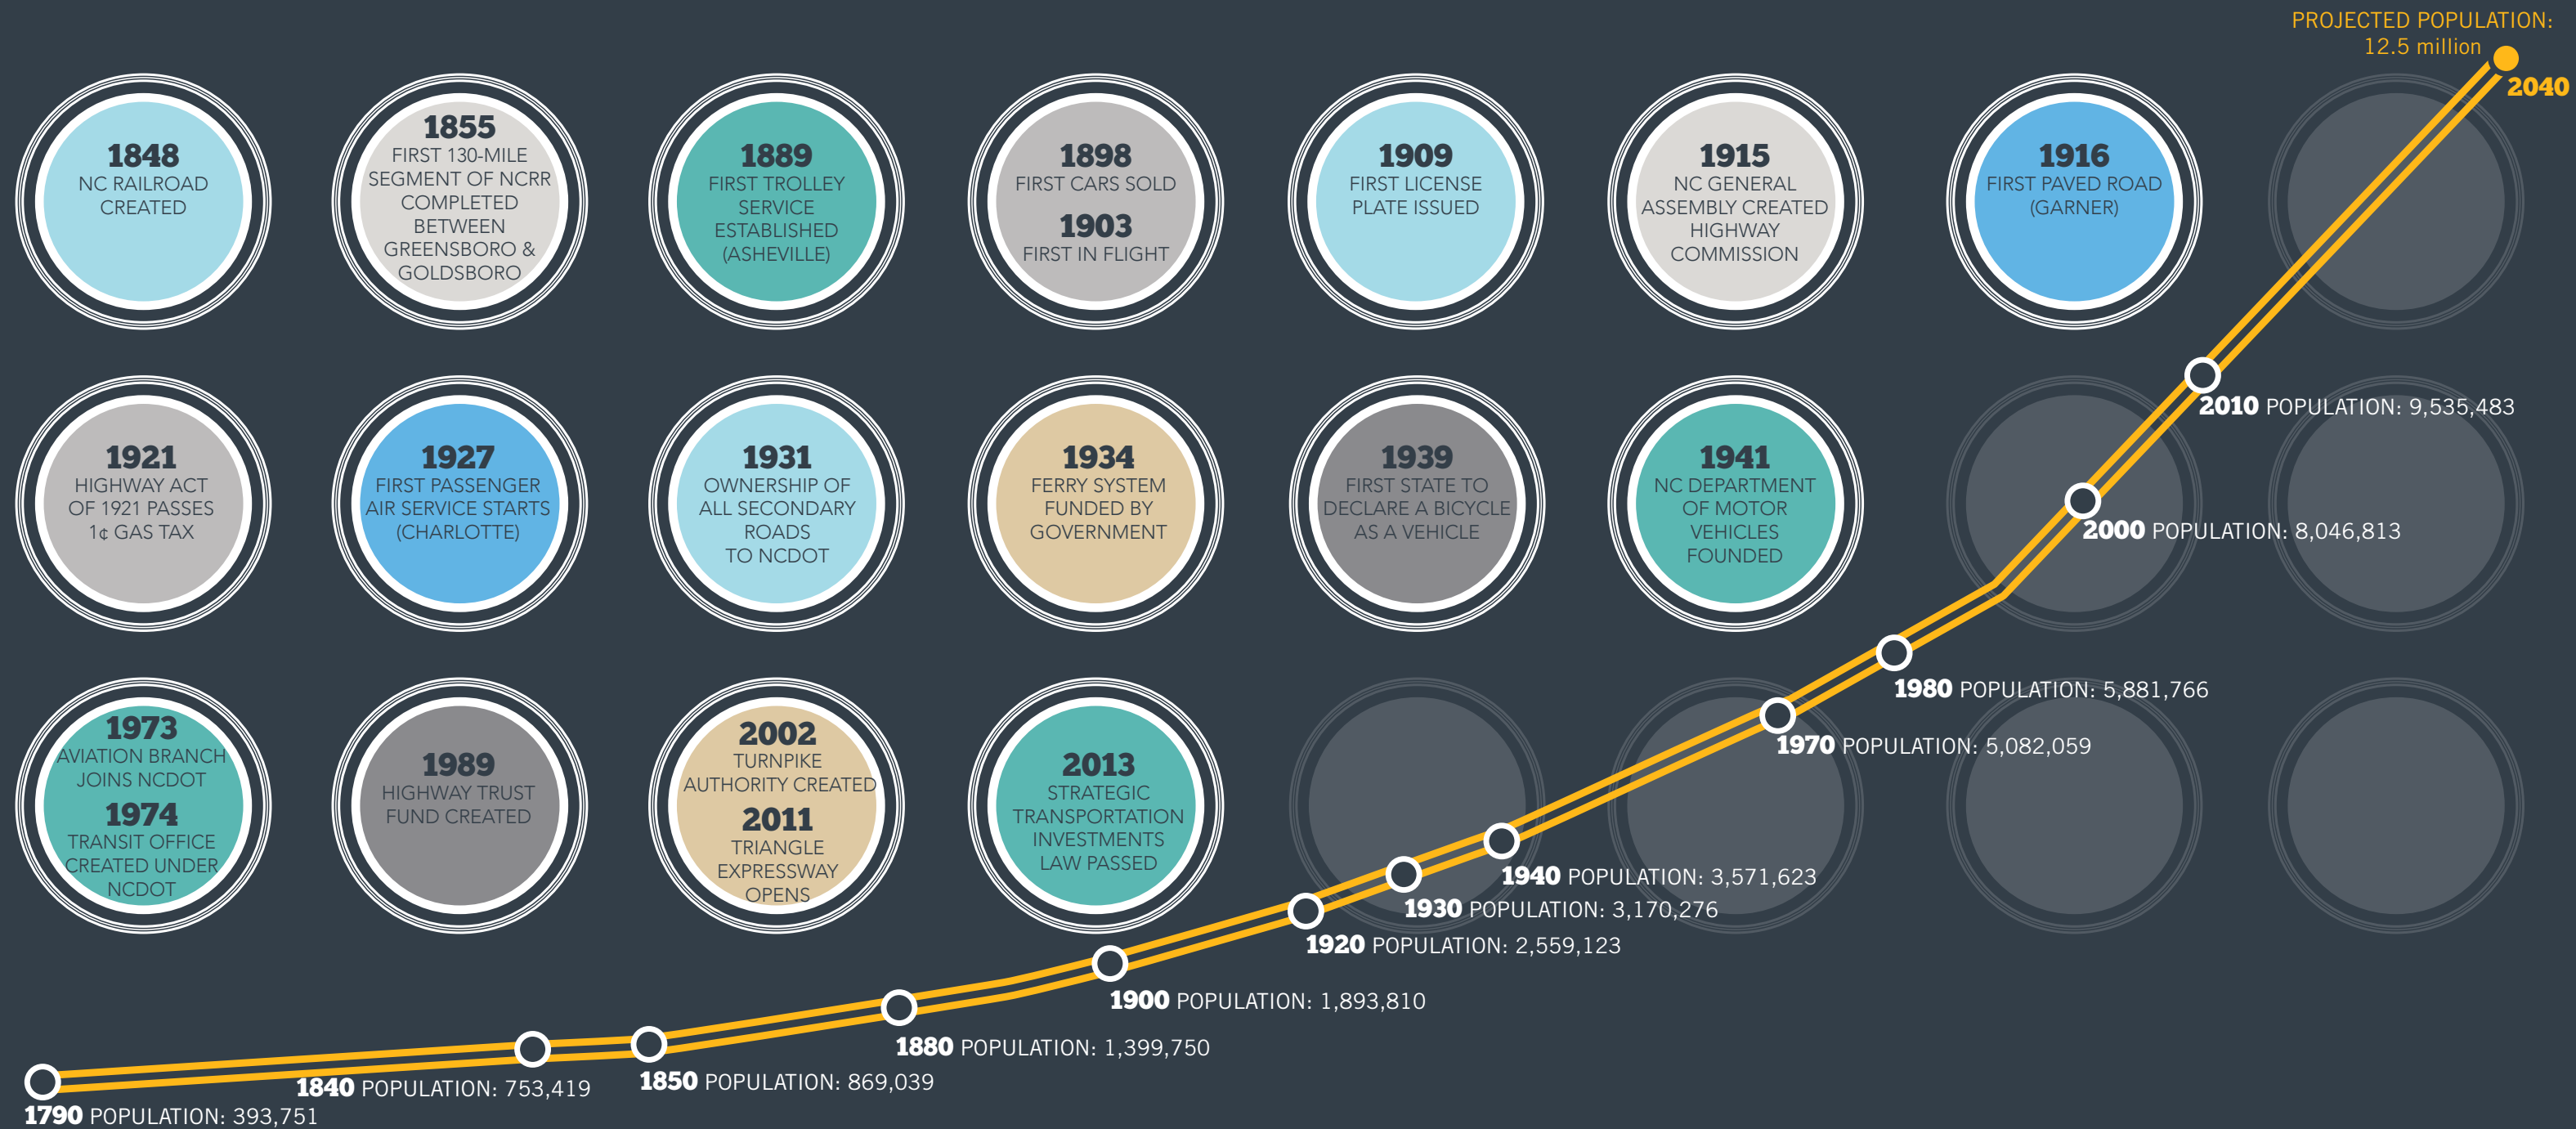 PROJECTED POPULATION:
12.5 million
2040
1848
NC RAILROAD
CREATED
1855
FIRST 130-MILE
SEGMENT OF NCRR
COMPLETED
BETWEEN
GREENSBORO &
GOLDSBORO
1889
FIRST TROLLEY
SERVICE
ESTABLISHED
(ASHEVILLE)
1898
FIRST CARS SOLD
1903
FIRST IN FLIGHT
1909
FIRST LICENSE
PLATE ISSUED
1915
NC GENERAL
ASSEMBLY CREATED
HIGHWAY
COMMISSION
1916
FIRST PAVED ROAD
(GARNER)
1921
HIGHWAY ACT
OF 1921 PASSES
1¢ GAS TAX
1927
FIRST PASSENGER
AIR SERVICE STARTS
(CHARLOTTE)
1931
OWNERSHIP OF
ALL SECONDARY
ROADS
TO NCDOT
1934
FERRY SYSTEM
FUNDED BY
GOVERNMENT
1939
FIRST STATE TO
DECLARE A BICYCLE
AS A VEHICLE
1941
NC DEPARTMENT
OF MOTOR
VEHICLES
FOUNDED
1973
AVIATION BRANCH
JOINS NCDOT
1974
TRANSIT OFFICE
CREATED UNDER
NCDOT
1989
HIGHWAY TRUST
FUND CREATED
2002
TURNPIKE
AUTHORITY CREATED
2011
TRIANGLE
EXPRESSWAY
OPENS
2013
STRATEGIC
TRANSPORTATION
INVESTMENTS
LAW PASSED
2010 POPULATION: 9,535,483
2000 POPULATION: 8,046,813
1980 POPULATION: 5,881,766
1970 POPULATION: 5,082,059
1940 POPULATION: 3,571,623
1930 POPULATION: 3,170,276
1920 POPULATION: 2,559,123
1900 POPULATION: 1,893,810
1880 POPULATION: 1,399,750
1850 POPULATION: 869,039
1840 POPULATION: 753,419
1790 POPULATION: 393,751